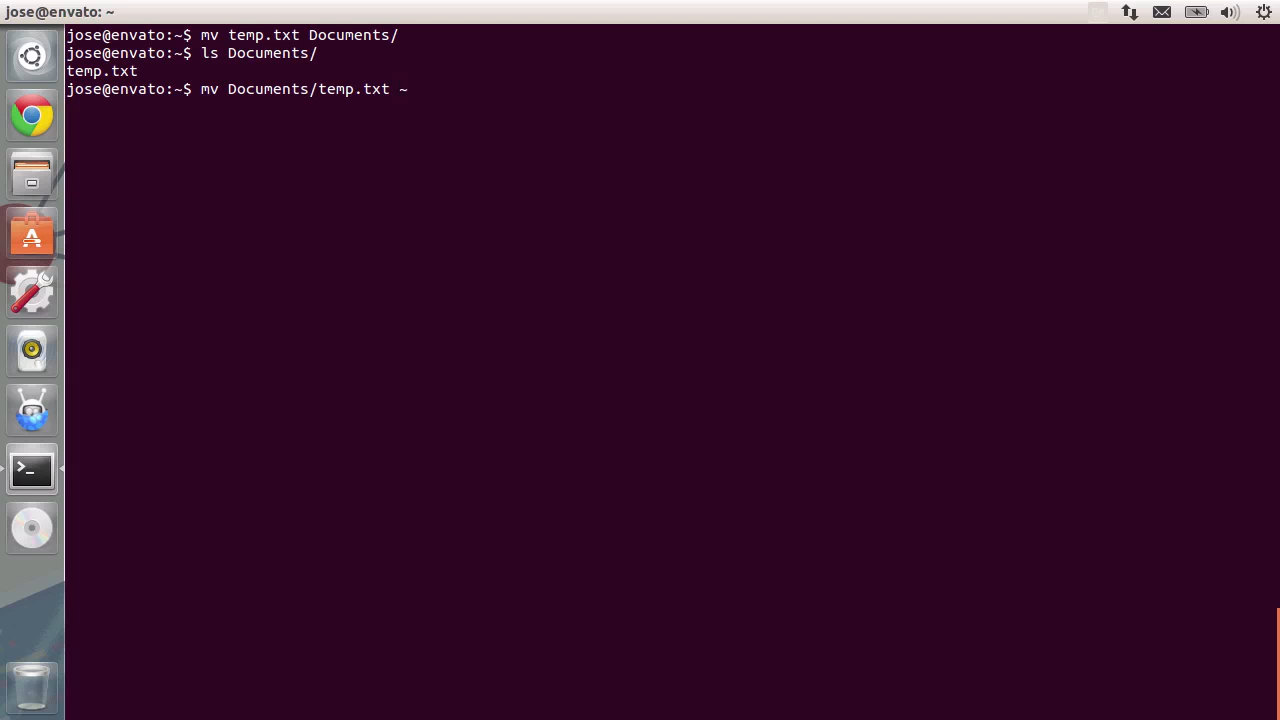 jose@envato: ~
jose@envato:~$ mv temp.txt Documents/
jose@envato:~$ ls Documents/
temp.txt
jose@envato:~$ mv Documents/temp.txt ~